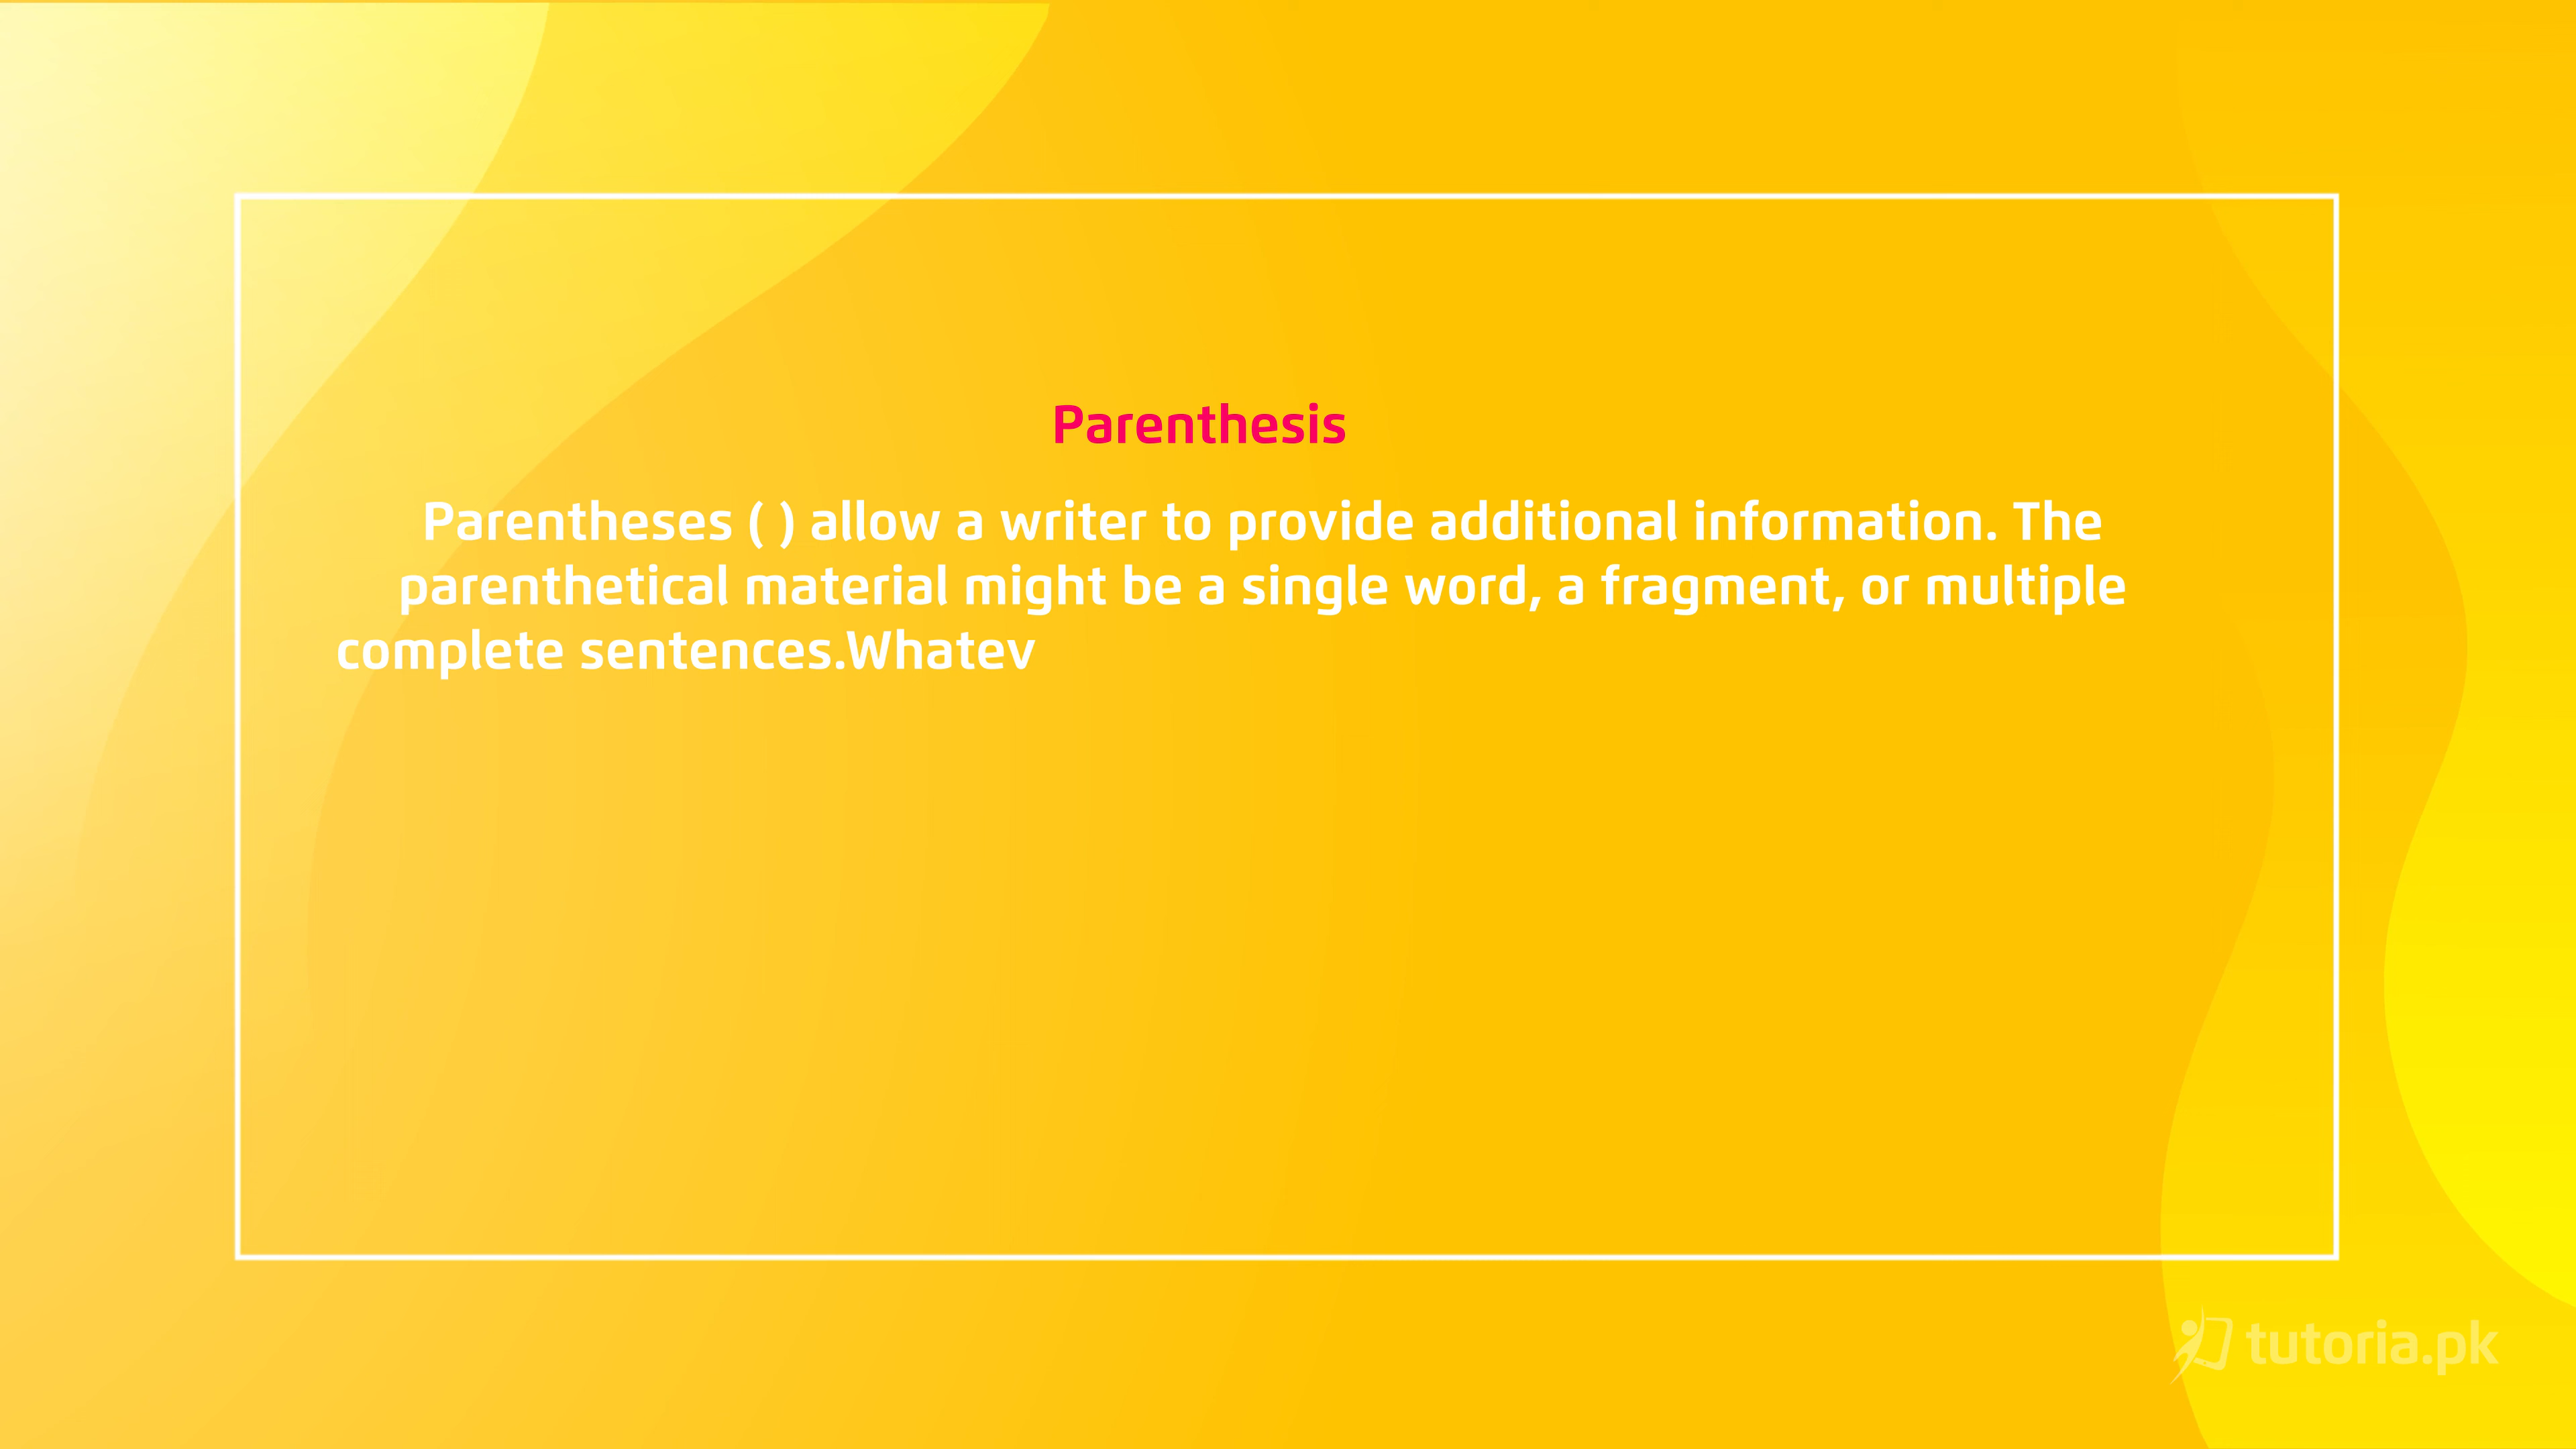 Parenthesis
Parentheses ( ) allow a writer to provide additional information. The
parenthetical material might be a single word, a fragment, or multiple
complete sentences.Whatev
tutoria.pk